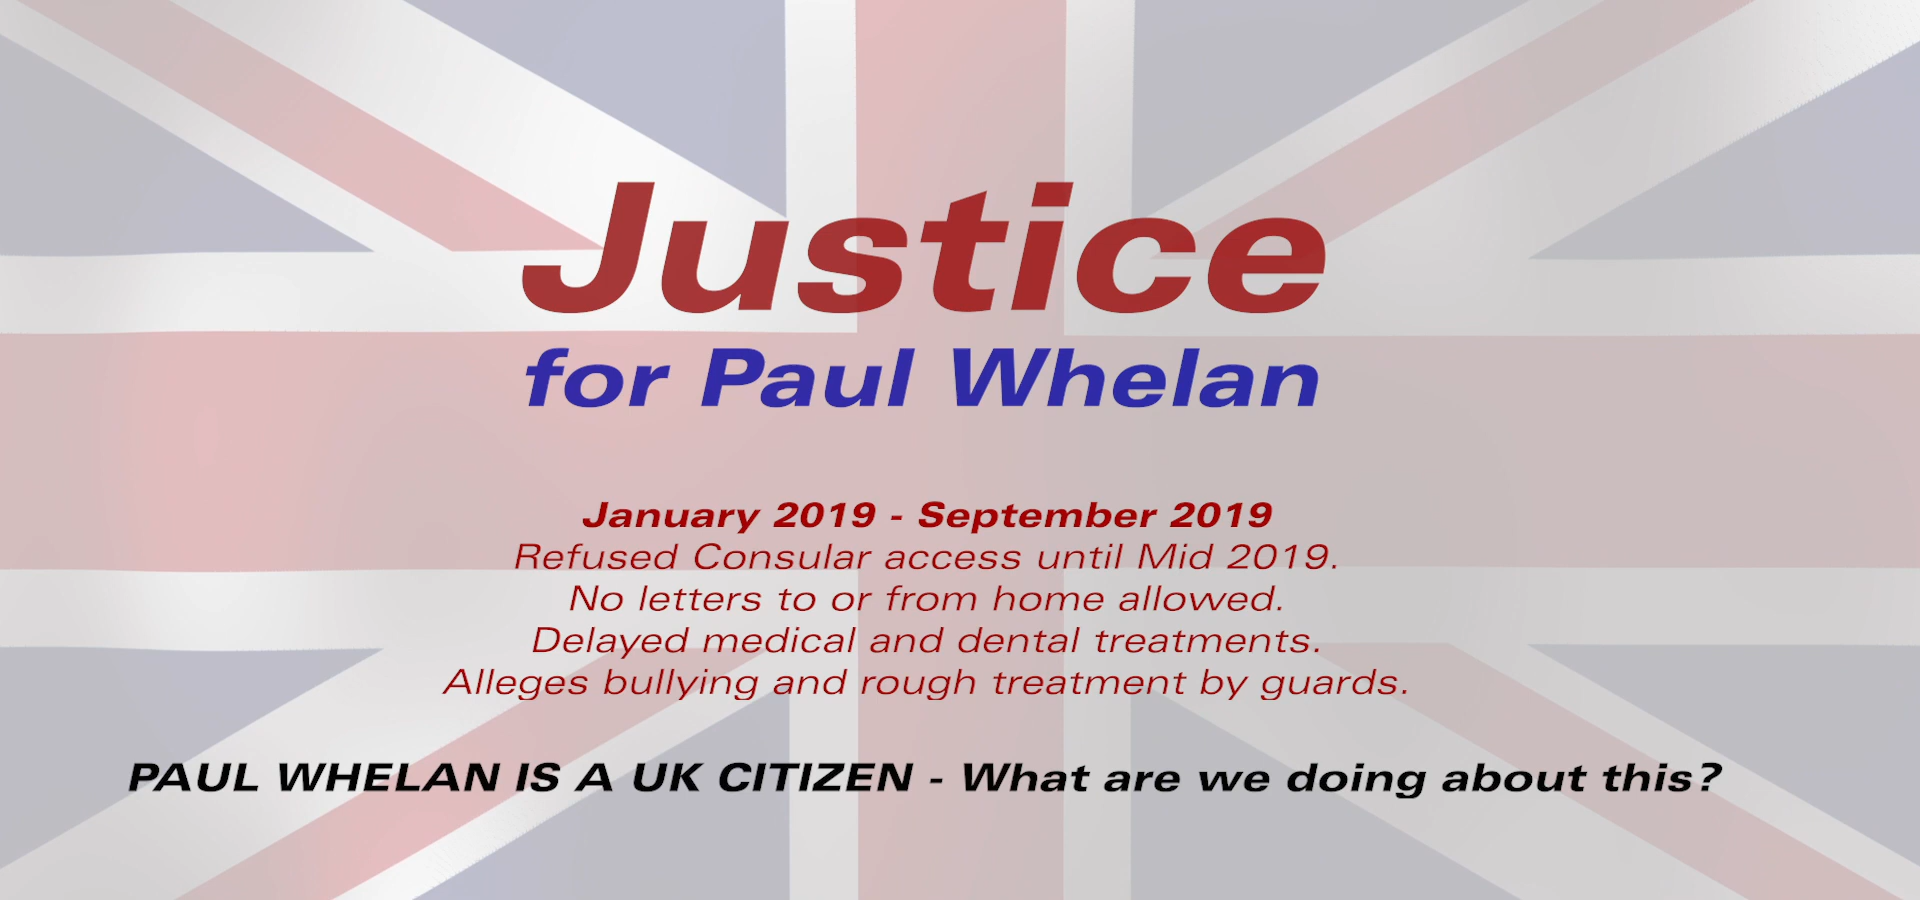 Justice
for Paul Whelan
January 2019 - September 2019
Refused Consular access until Mid 2019.
No letters to or from home allowed.
Delayed medical and dental treatments.
Alleges bullying and rough treatment by guards.
PAUL WHELAN IS A UK CITIZEN - What are we doing about this?